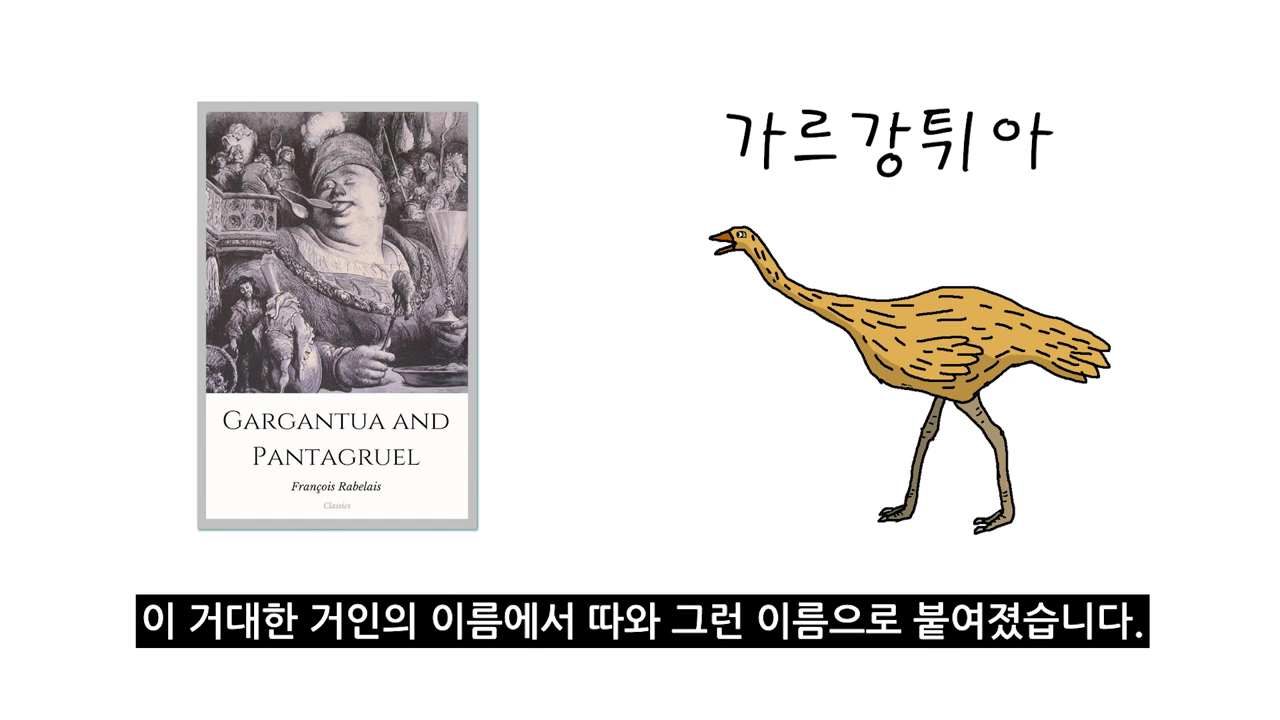 GARGANTUA AND
PANTAGRUEL
François Rabelais
Classics
가르강튀아
이 거대한 거인의 이름에서 따와 그런 이름으로 붙여졌습니다.